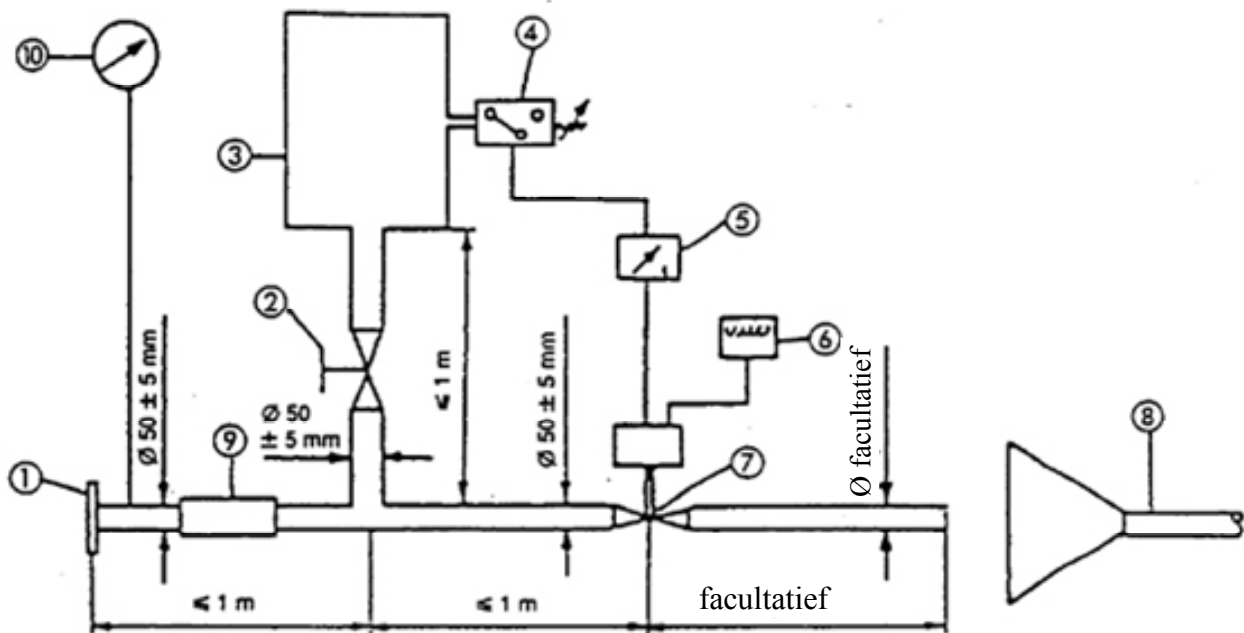 10
4
3
5
2
6
Ø 50 ± 5 mm
Ø 50
± 5 mm
≤ 1 m
Ø 50 ± 5 mm
Ø facultatief
8
9
7
1
≤ 1 m
≤ 1 m
facultatief